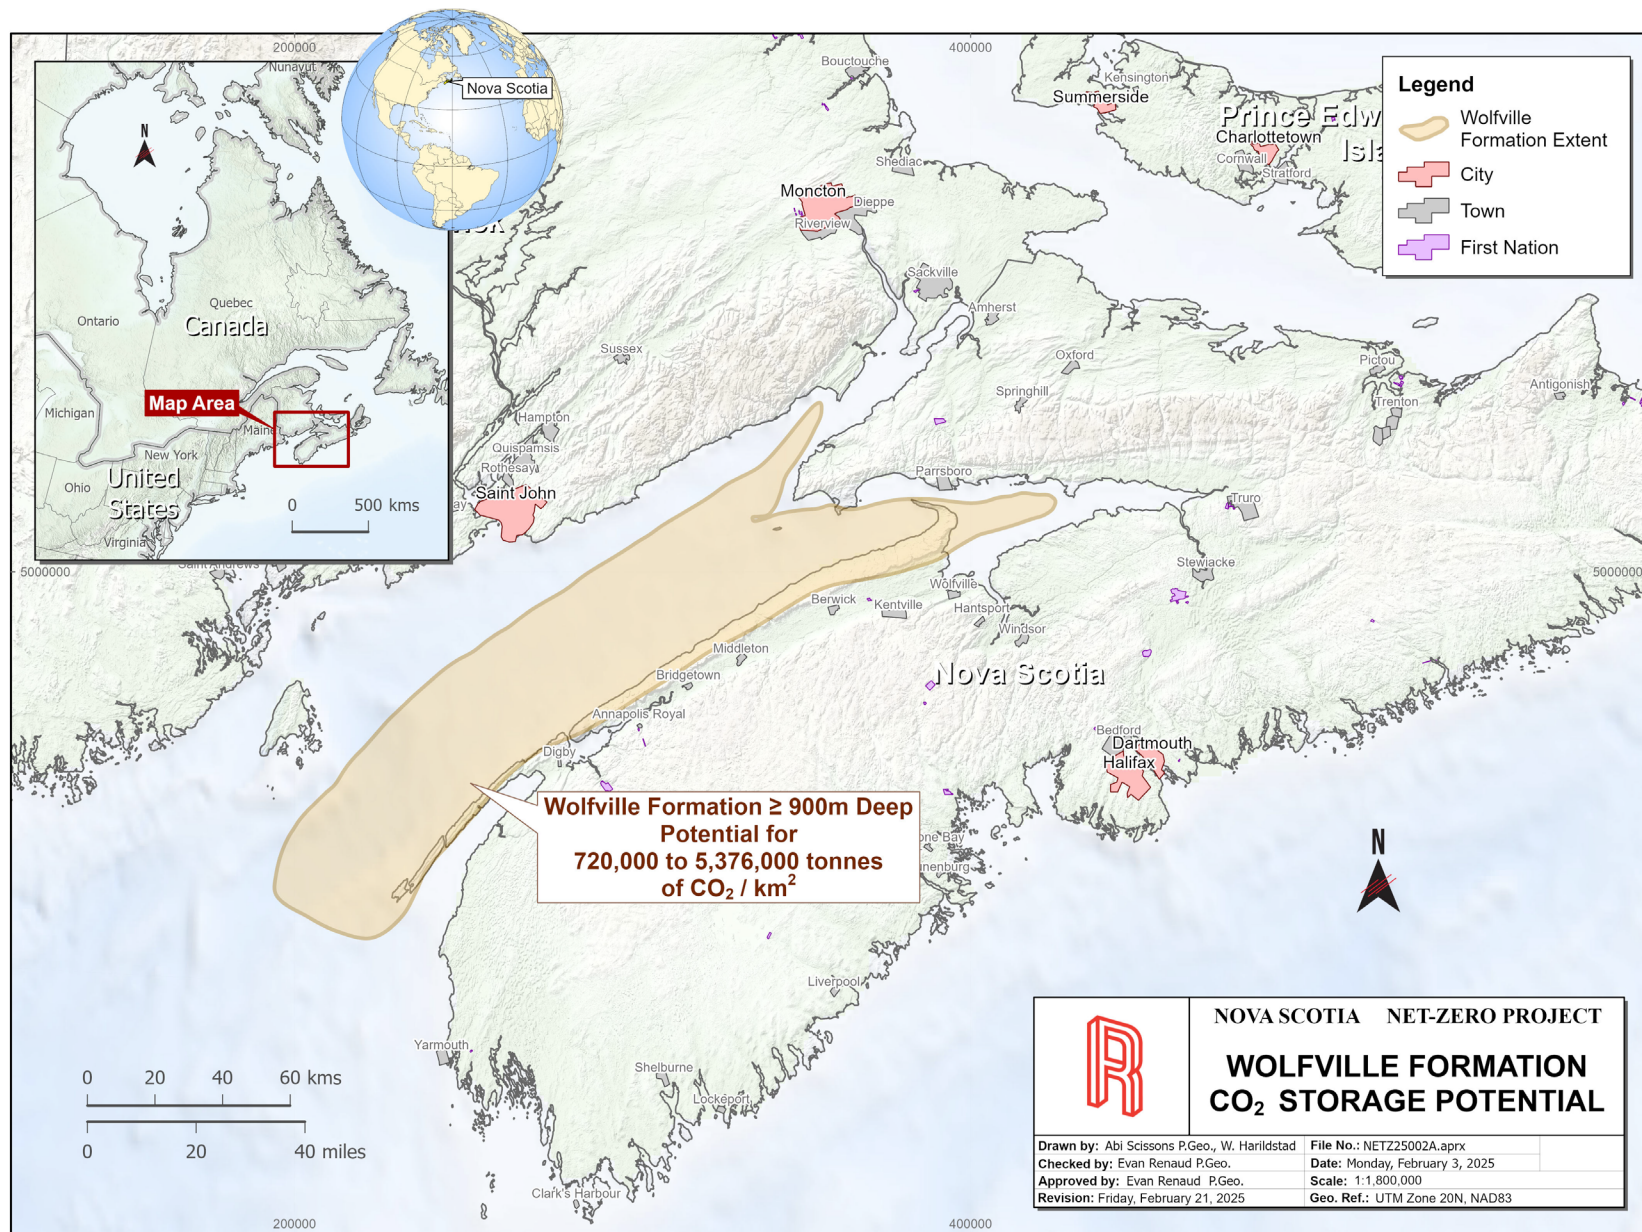 200000
400000
Nunavut
Nova Scotia
N
Ontario
Quebec
Canada
Map Area
Michigan
Maine
New York
Ohio
United
States
Virginia
0 500 kms
Bouctouche
Kensington
Summerside
Prince Edw
Charlottetown
Isla
Cornwall
Stratford
Shediac
Moncton
Dieppe
Riverview
Sackville
Amherst
Sussex
Oxford
Springhill
Pictou
Trenton
Antigonish
Hampton
Quispamsis
Rothesay
Saint John
ay
Parrsboro
Truro
5000000
5000000
Saint Andrews
Stewiacke
Wolfville
Berwick
Kentville
Hantsport
Windsor
Middleton
Nova Scotia
Bridgetown
Annapolis Royal
Digby
Bedford
Dartmouth
Halifax
Wolfville Formation ≥ 900m Deep
Potential for
720,000 to 5,376,000 tonnes
of CO₂ / km²
one Bay
nenburg
N
Liverpool
Yarmouth
Shelburne
Lockeport
Clark's Harbour
0 20 40 60 kms
0 20 40 miles
200000
400000
Legend
Wolfville
Formation Extent
City
Town
First Nation
NOVA SCOTIA NET-ZERO PROJECT
WOLFVILLE FORMATION
CO₂ STORAGE POTENTIAL
Drawn by: Abi Scissons P.Geo., W. Harildstad
File No.: NETZ25002A.aprx
Checked by: Evan Renaud P.Geo.
Date: Monday, February 3, 2025
Approved by: Evan Renaud P.Geo.
Scale: 1:1,800,000
Revision: Friday, February 21, 2025
Geo. Ref.: UTM Zone 20N, NAD83